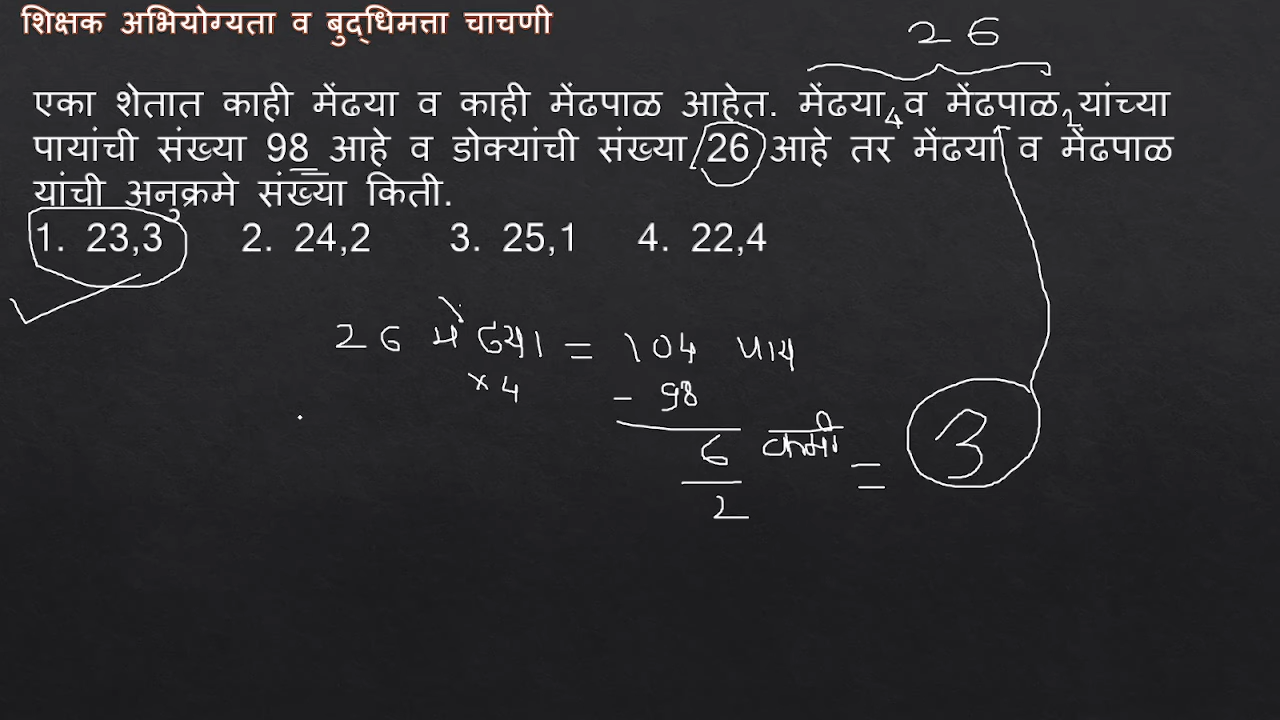 शिक्षक अभियोग्यता व बुद्धिमत्ता चाचणी
26
एका शेतात काही मेंढया व काही मेंढपाळ आहेत. मेंढया 4 व मेंढपाळ 2 यांच्या
पायांची संख्या 98 आहे व डोक्यांची संख्या 26 आहे तर मेंढया व मेंढपाळ
यांची अनुक्रमे संख्या किती.
1. 23,3 2. 24,2 3. 25,1 4. 22,4
26 मेंढया = 104 पाय
×4 - 98
6 कमी = 3
2